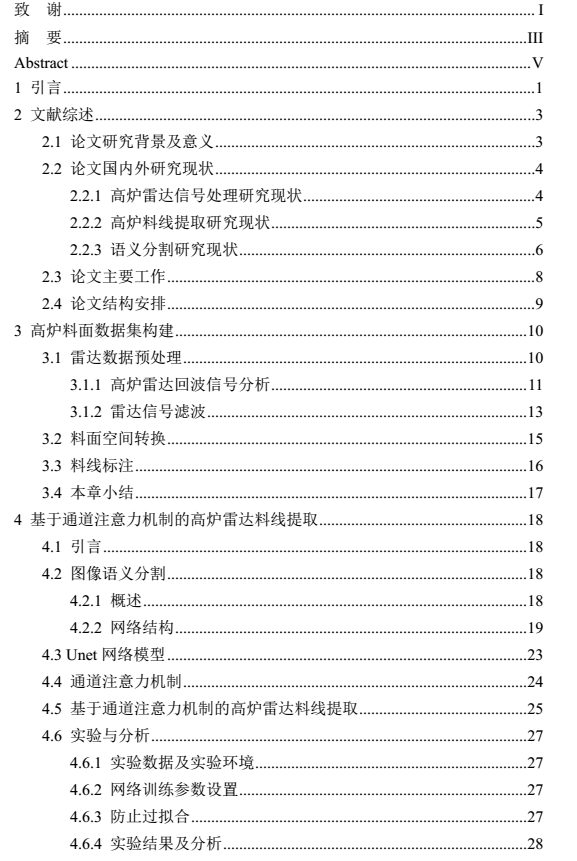 致 谢 I
摘 要 III
Abstract V
1 引言 1
2 文献综述 3
2.1 论文研究背景及意义 3
2.2 论文国内外研究现状 4
2.2.1 高炉雷达信号处理研究现状 4
2.2.2 高炉料线提取研究现状 5
2.2.3 语义分割研究现状 6
2.3 论文主要工作 8
2.4 论文结构安排 9
3 高炉料面数据集构建 10
3.1 雷达数据预处理 10
3.1.1 高炉雷达回波信号分析 11
3.1.2 雷达信号滤波 13
3.2 料面空间转换 15
3.3 料线标注 16
3.4 本章小结 17
4 基于通道注意力机制的高炉雷达料线提取 18
4.1 引言 18
4.2 图像语义分割 18
4.2.1 概述 18
4.2.2 网络结构 19
4.3 Unet 网络模型 23
4.4 通道注意力机制 24
4.5 基于通道注意力机制的高炉雷达料线提取 25
4.6 实验与分析 27
4.6.1 实验数据及实验环境 27
4.6.2 网络训练参数设置 27
4.6.3 防止过拟合 27
4.6.4 实验结果及分析 28